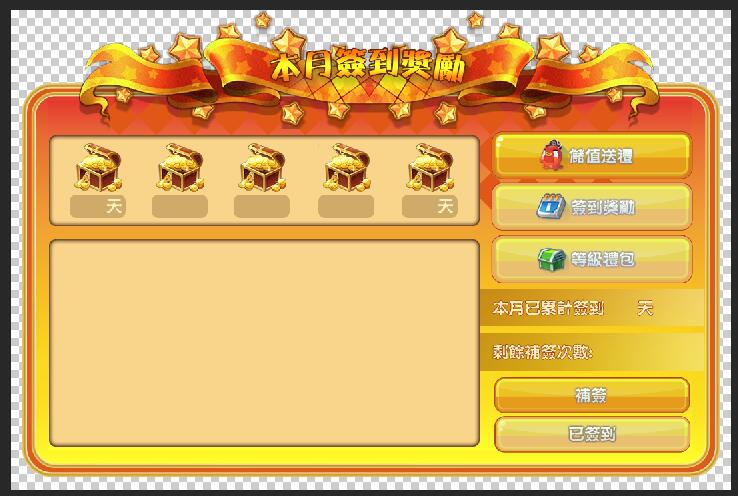 本月簽到獎勵
天
天
儲值送禮
簽到獎勵
等級禮包
本月已累計簽到 天
剩餘補簽次數:
補簽
已簽到